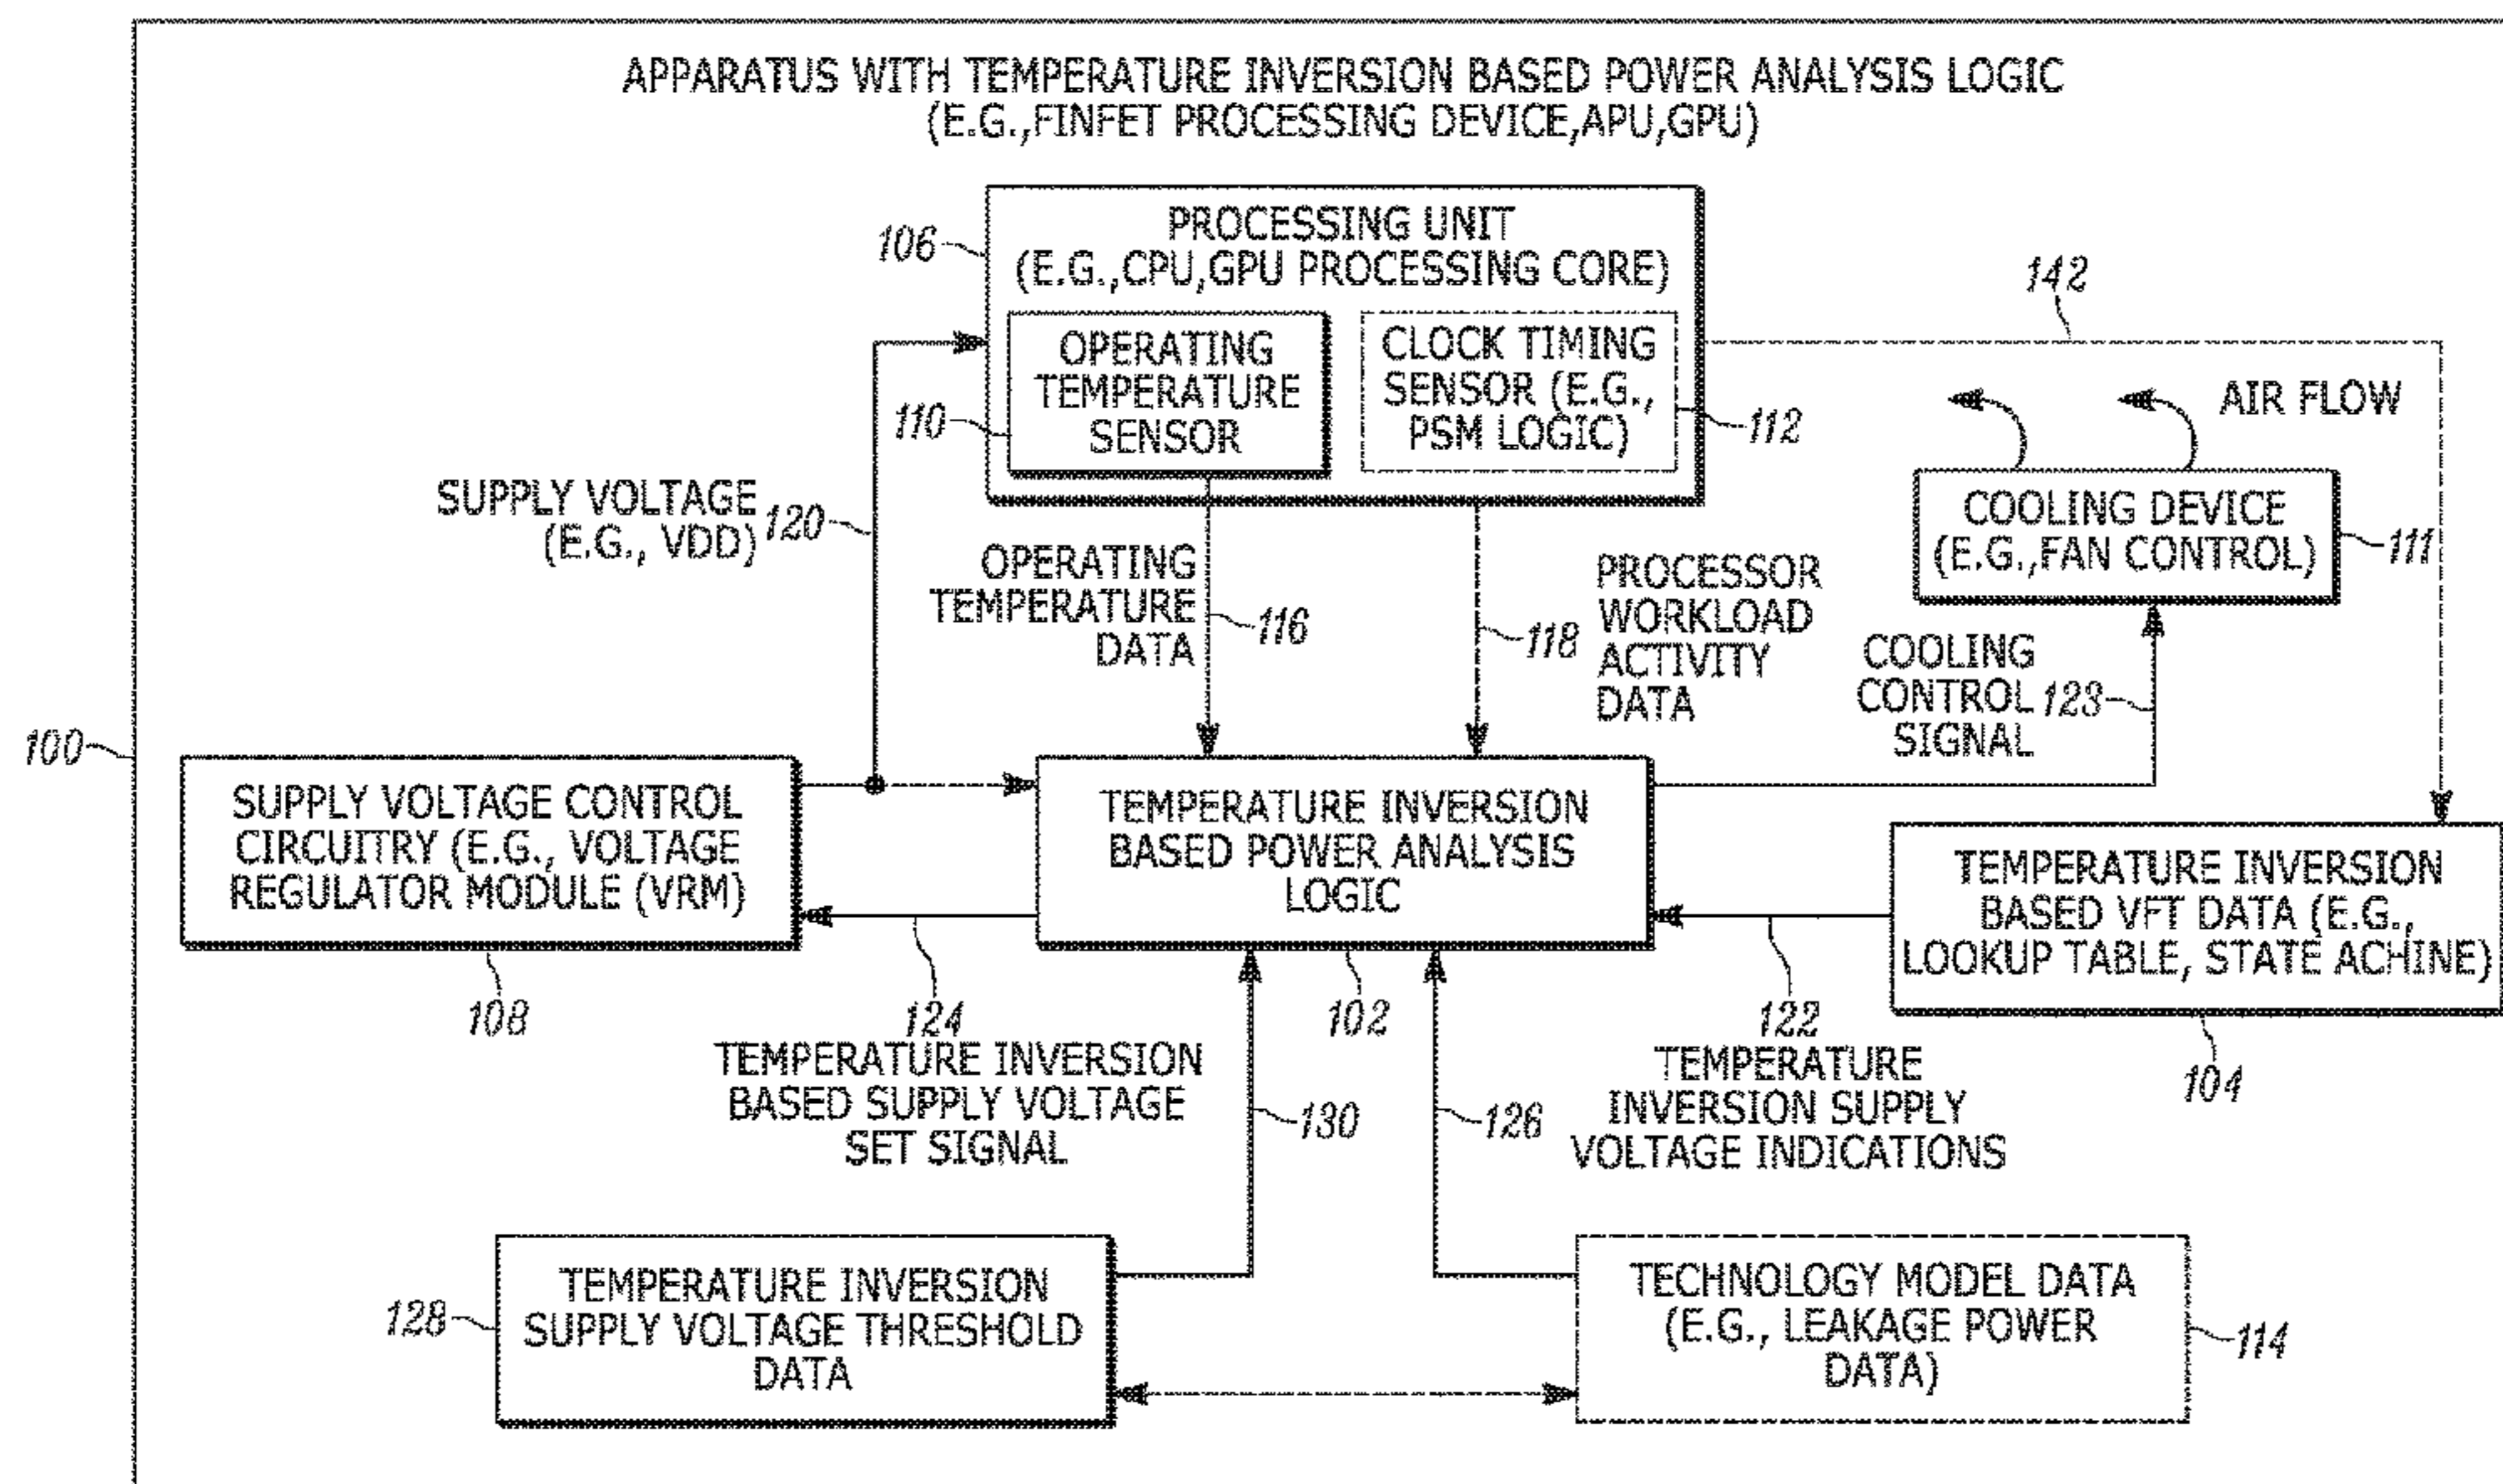 APPARATUS WITH TEMPERATURE INVERSION BASED POWER ANALYSIS LOGIC
(E.G.,FINFET PROCESSING DEVICE,APU,GPU)
106
PROCESSING UNIT
(E.G.,CPU,GPU PROCESSING CORE)
142
110
OPERATING
TEMPERATURE
SENSOR
CLOCK TIMING
SENSOR (E.G.,
PSM LOGIC)
112
AIR FLOW
SUPPLY VOLTAGE
(E.G., VDD)
120
COOLING DEVICE
(E.G.,FAN CONTROL)
111
OPERATING
TEMPERATURE
DATA
116
118
PROCESSOR
WORKLOAD
ACTIVITY
DATA
COOLING
CONTROL
SIGNAL
123
100
SUPPLY VOLTAGE CONTROL
CIRCUITRY (E.G., VOLTAGE
REGULATOR MODULE (VRM)
108
TEMPERATURE INVERSION
BASED POWER ANALYSIS
LOGIC
102
TEMPERATURE INVERSION
BASED VFT DATA (E.G.,
LOOKUP TABLE, STATE ACHINE)
104
124
TEMPERATURE INVERSION
BASED SUPPLY VOLTAGE
SET SIGNAL
130
126
122
TEMPERATURE
INVERSION SUPPLY
VOLTAGE INDICATIONS
128
TEMPERATURE INVERSION
SUPPLY VOLTAGE THRESHOLD
DATA
TECHNOLOGY MODEL DATA
(E.G., LEAKAGE POWER
DATA)
114